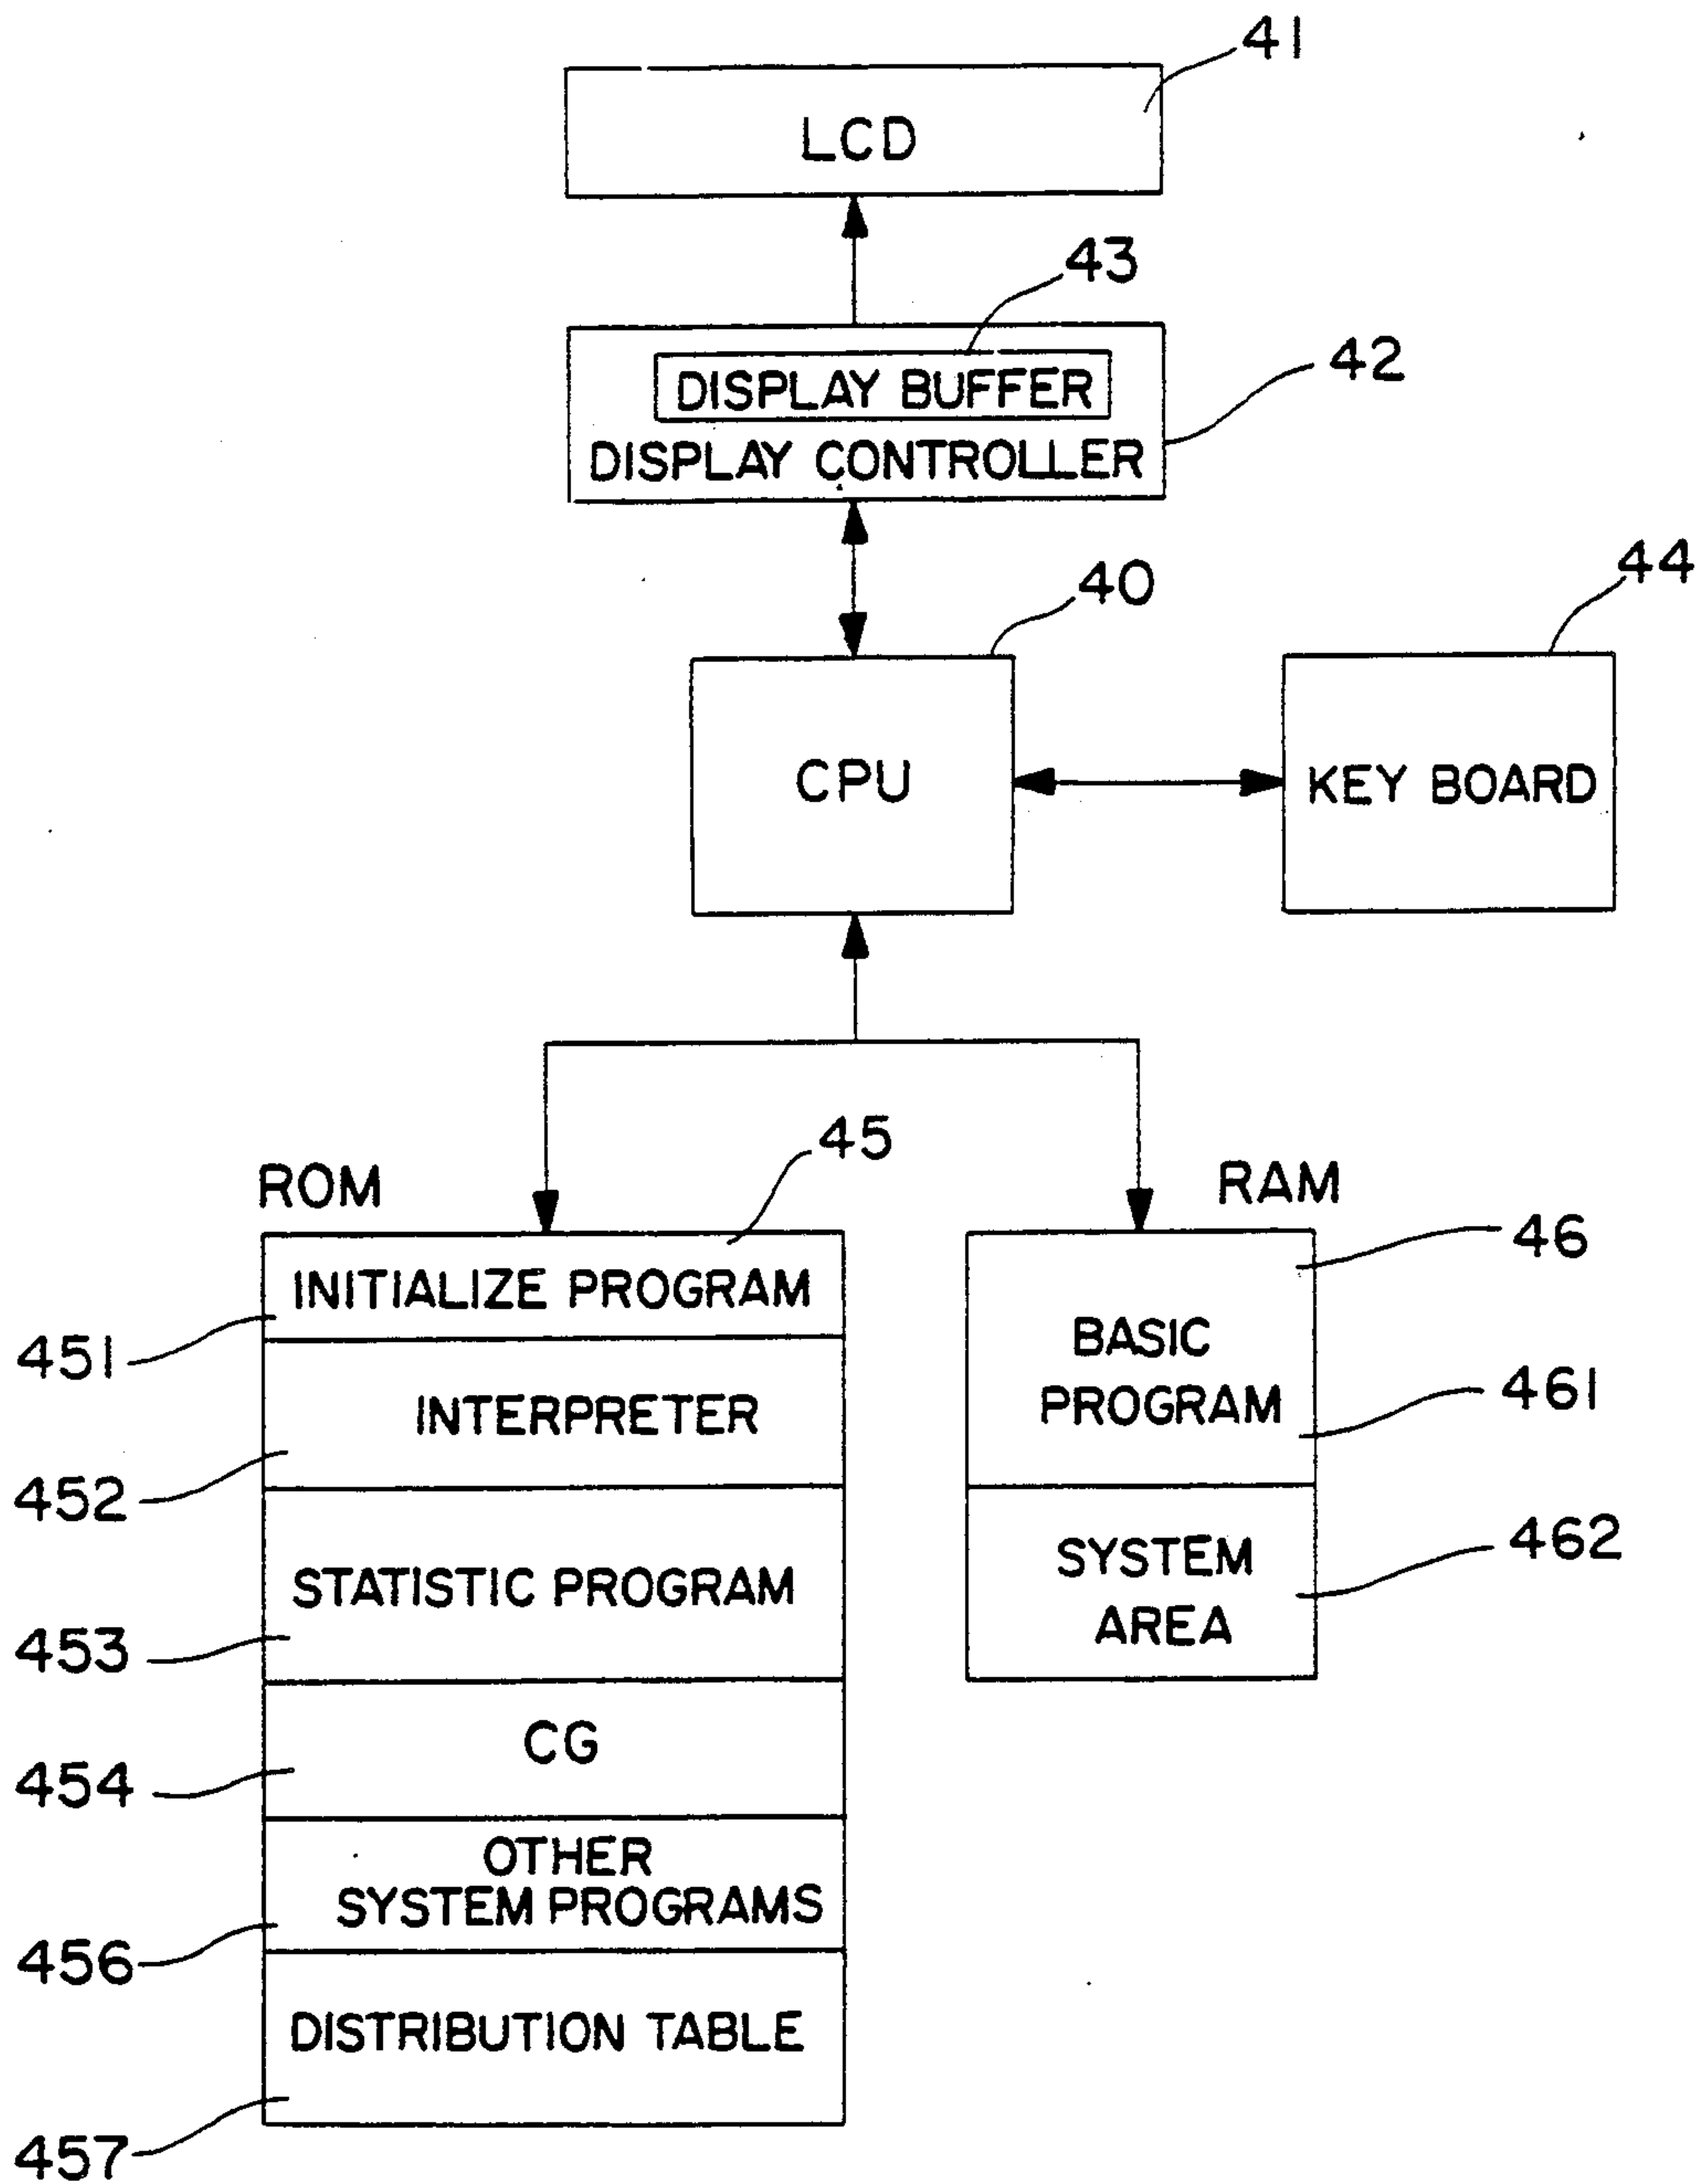 41
LCD
43
DISPLAY BUFFER
42
DISPLAY CONTROLLER
40
44
CPU
KEY BOARD
45
ROM
RAM
46
INITIALIZE PROGRAM
451
BASIC
PROGRAM
461
INTERPRETER
452
SYSTEM
AREA
462
STATISTIC PROGRAM
453
CG
454
OTHER
SYSTEM PROGRAMS
456
DISTRIBUTION TABLE
457